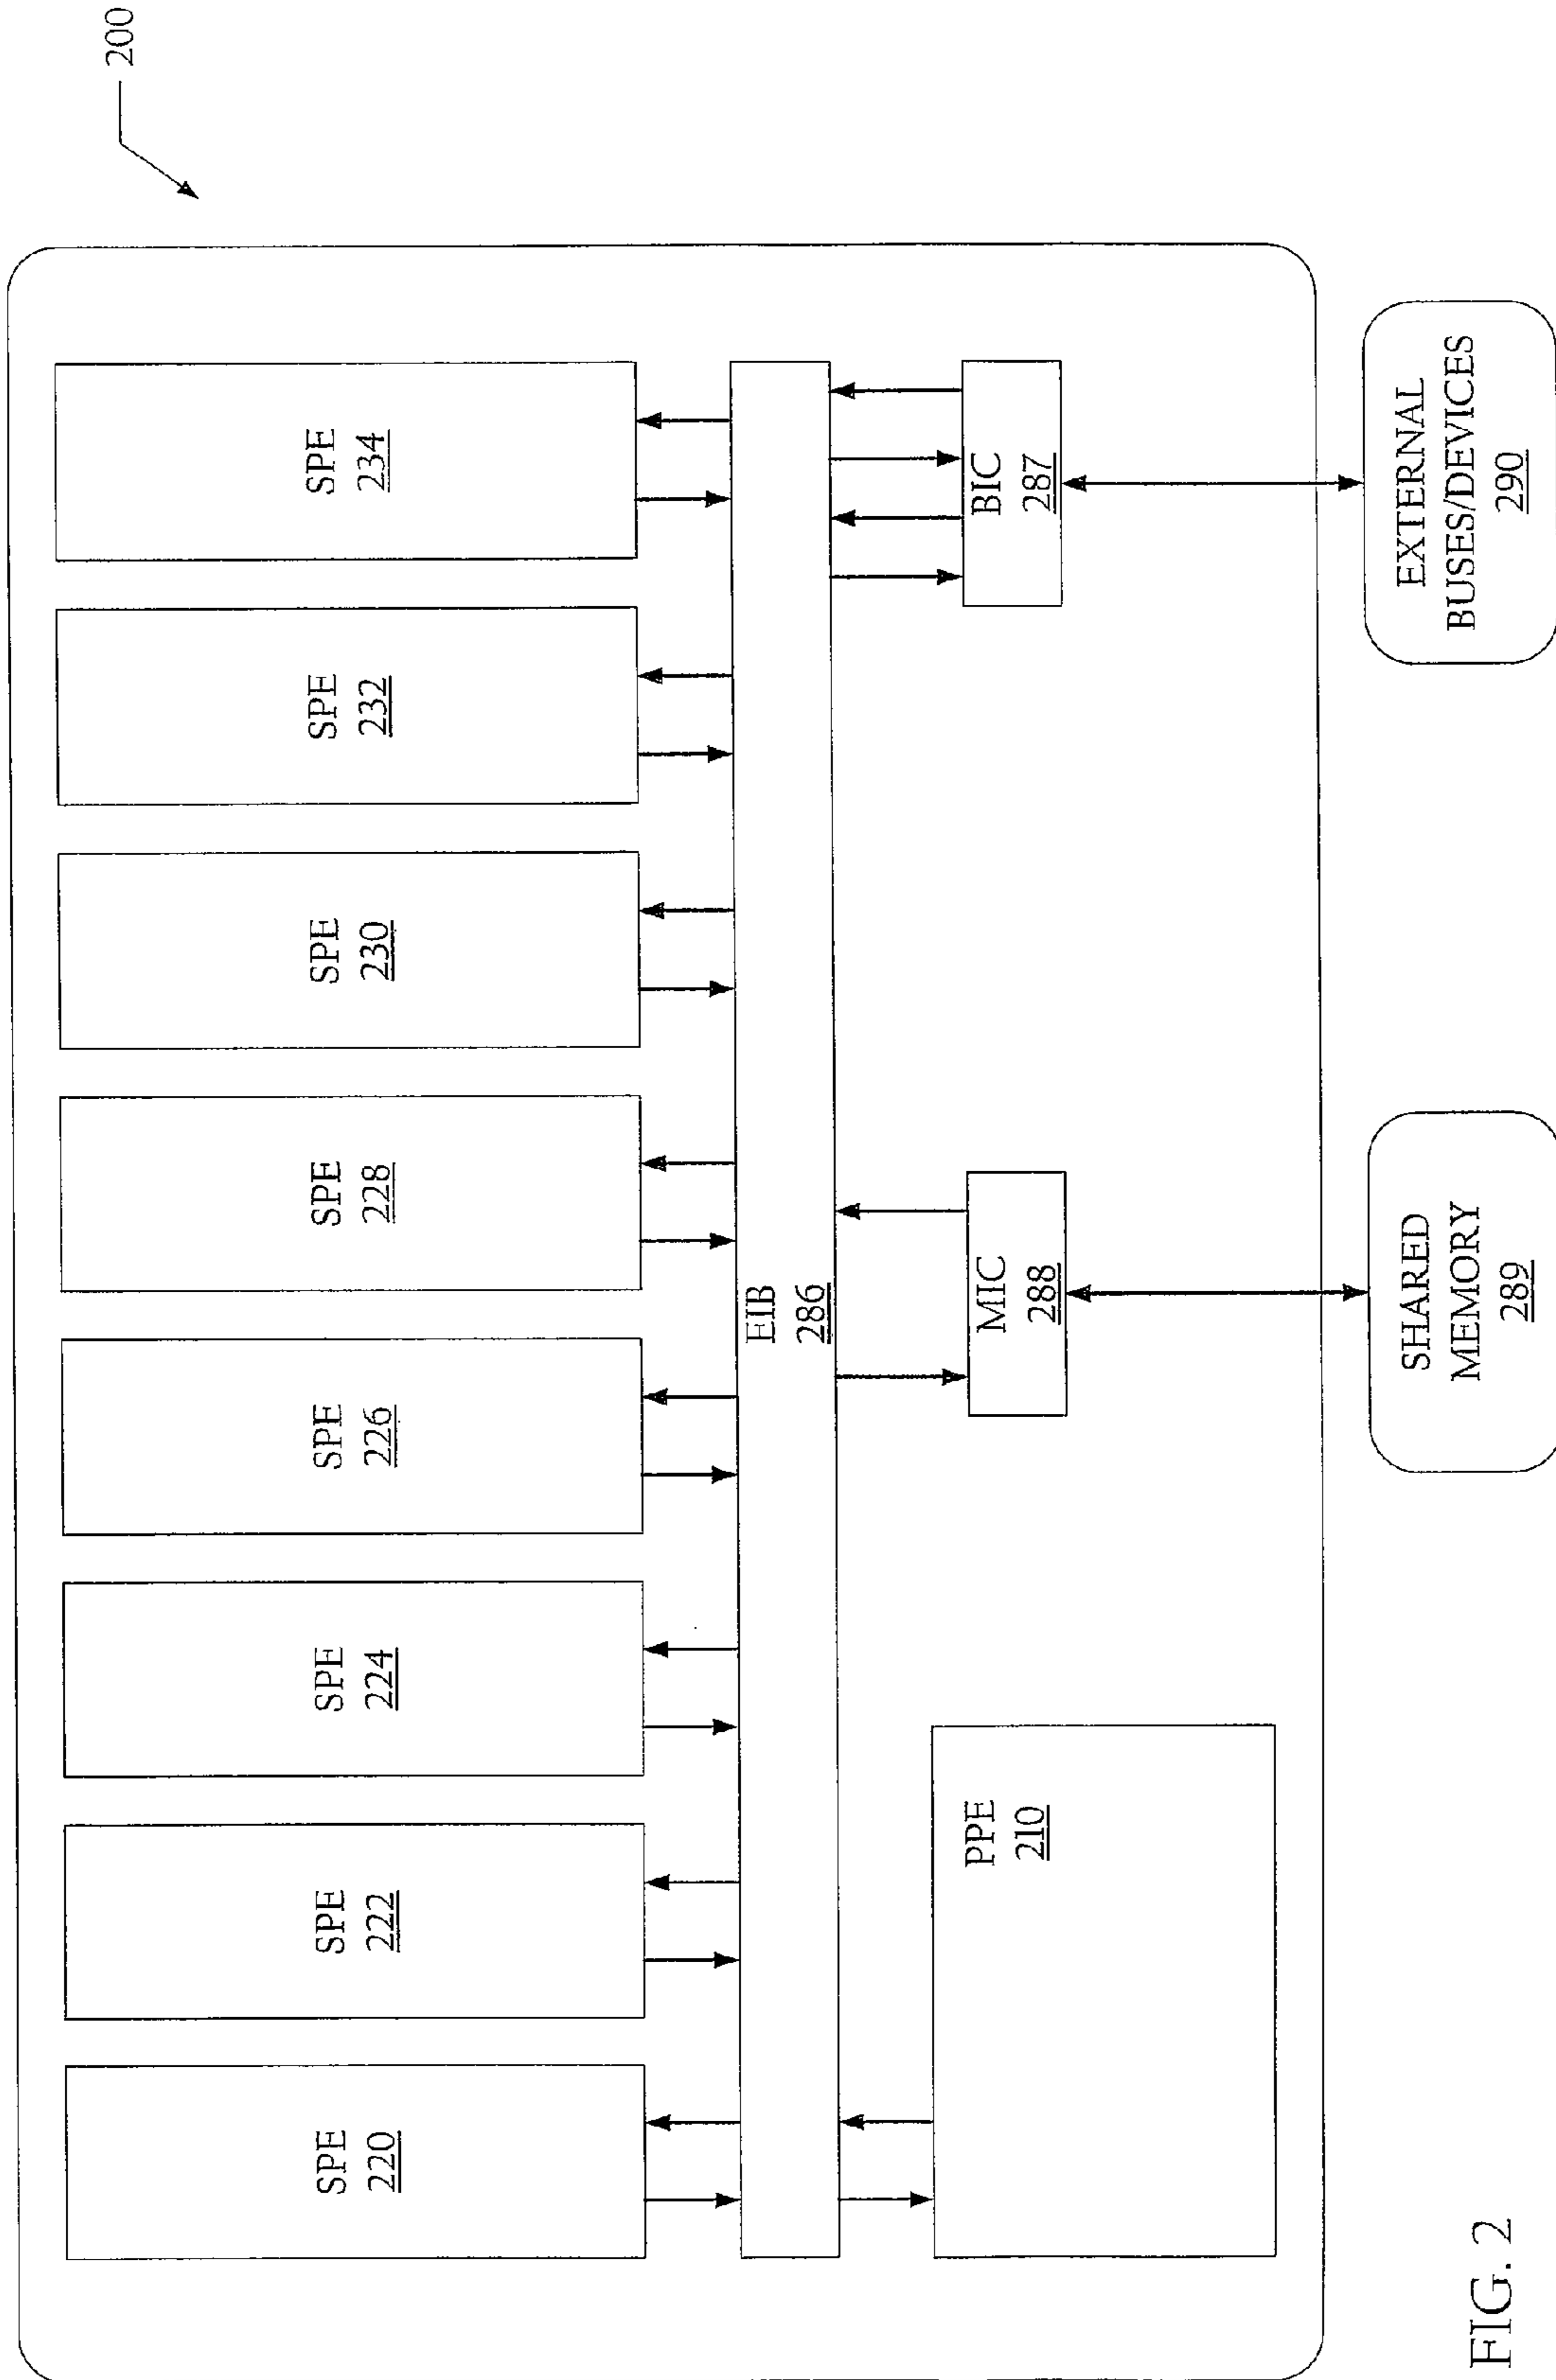 200
SPE
220
SPE
222
SPE
224
SPE
226
SPE
228
SPE
230
SPE
232
SPE
234
EIB
286
PPE
210
MIC
288
BIC
287
SHARED
MEMORY
289
EXTERNAL
BUSES/DEVICES
290
FIG. 2